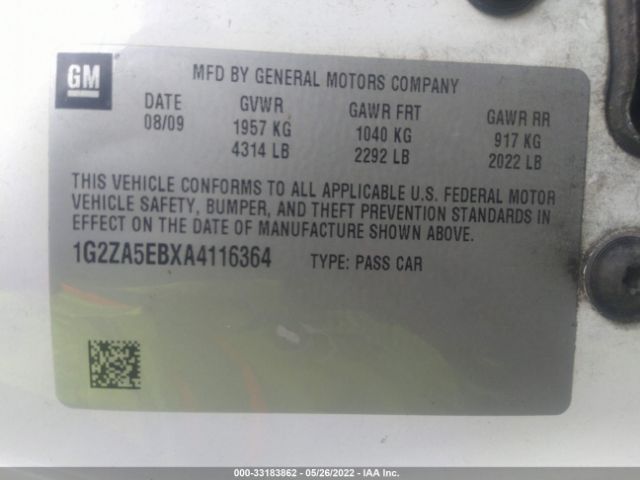 GM
MFD BY GENERAL MOTORS COMPANY
DATE GVWR GAWR FRT GAWR RR
08/09 1957 KG 1040 KG 917 KG
4314 LB 2292 LB 2022 LB
THIS VEHICLE CONFORMS TO ALL APPLICABLE U.S. FEDERAL MOTOR
VEHICLE SAFETY, BUMPER, AND THEFT PREVENTION STANDARDS IN
EFFECT ON THE DATE OF MANUFACTURE SHOWN ABOVE.
1G2ZA5EBXA4116364 TYPE: PASS CAR
000-33183862 - 05/26/2022 - IAA Inc.